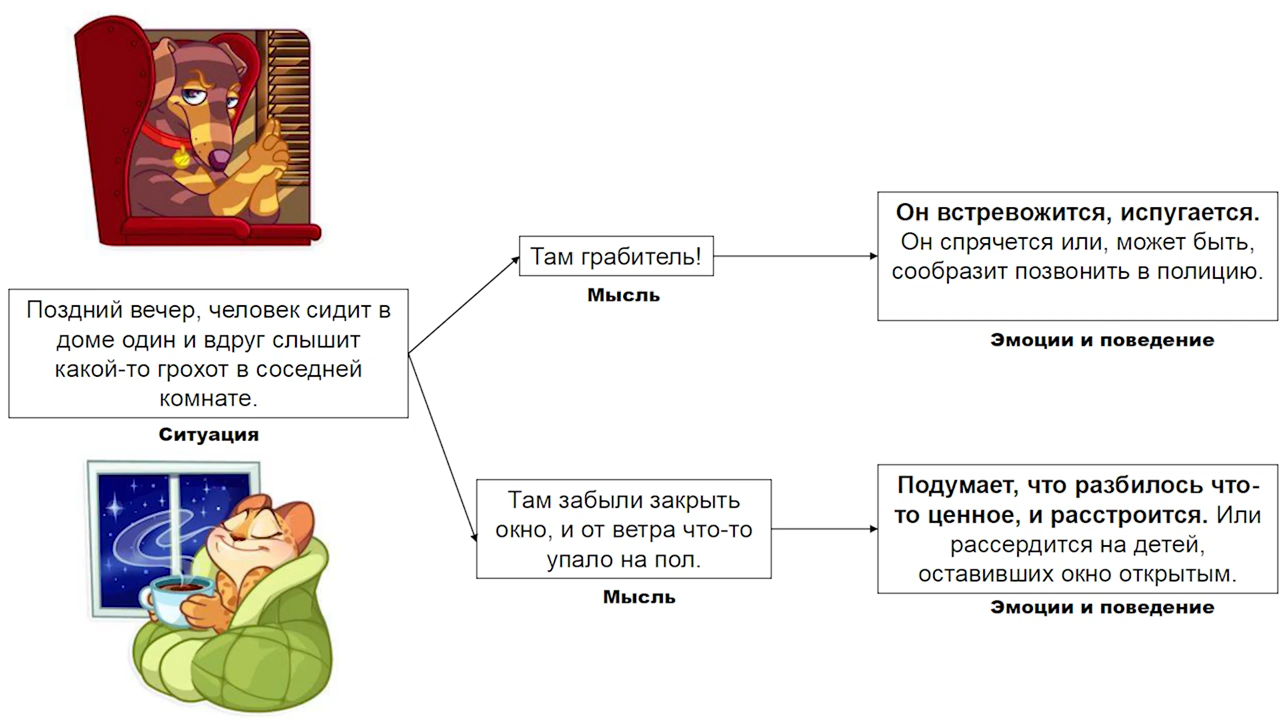 Поздний вечер, человек сидит в
доме один и вдруг слышит
какой-то грохот в соседней
комнате.
Ситуация
Там грабитель!
Мысль
Он встревожится, испугается.
Он спрячется или, может быть,
сообразит позвонить в полицию.
Эмоции и поведение
Там забыли закрыть
окно, и от ветра что-то
упало на пол.
Мысль
Подумает, что разбилось что-
то ценное, и расстроится. Или
рассердится на детей,
оставивших окно открытым.
Эмоции и поведение